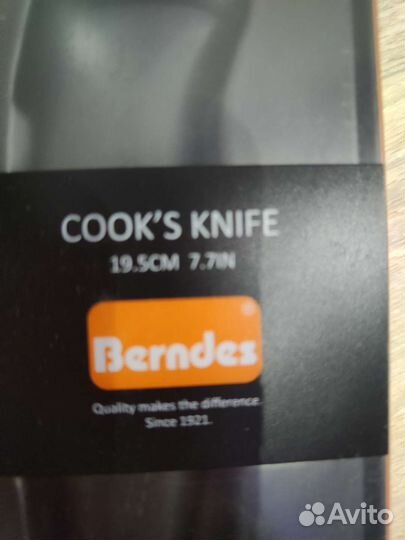 COOK'S KNIFE
19.5CM 7.7IN
Berndes
Quality makes the difference.
Since 1921.
Avito